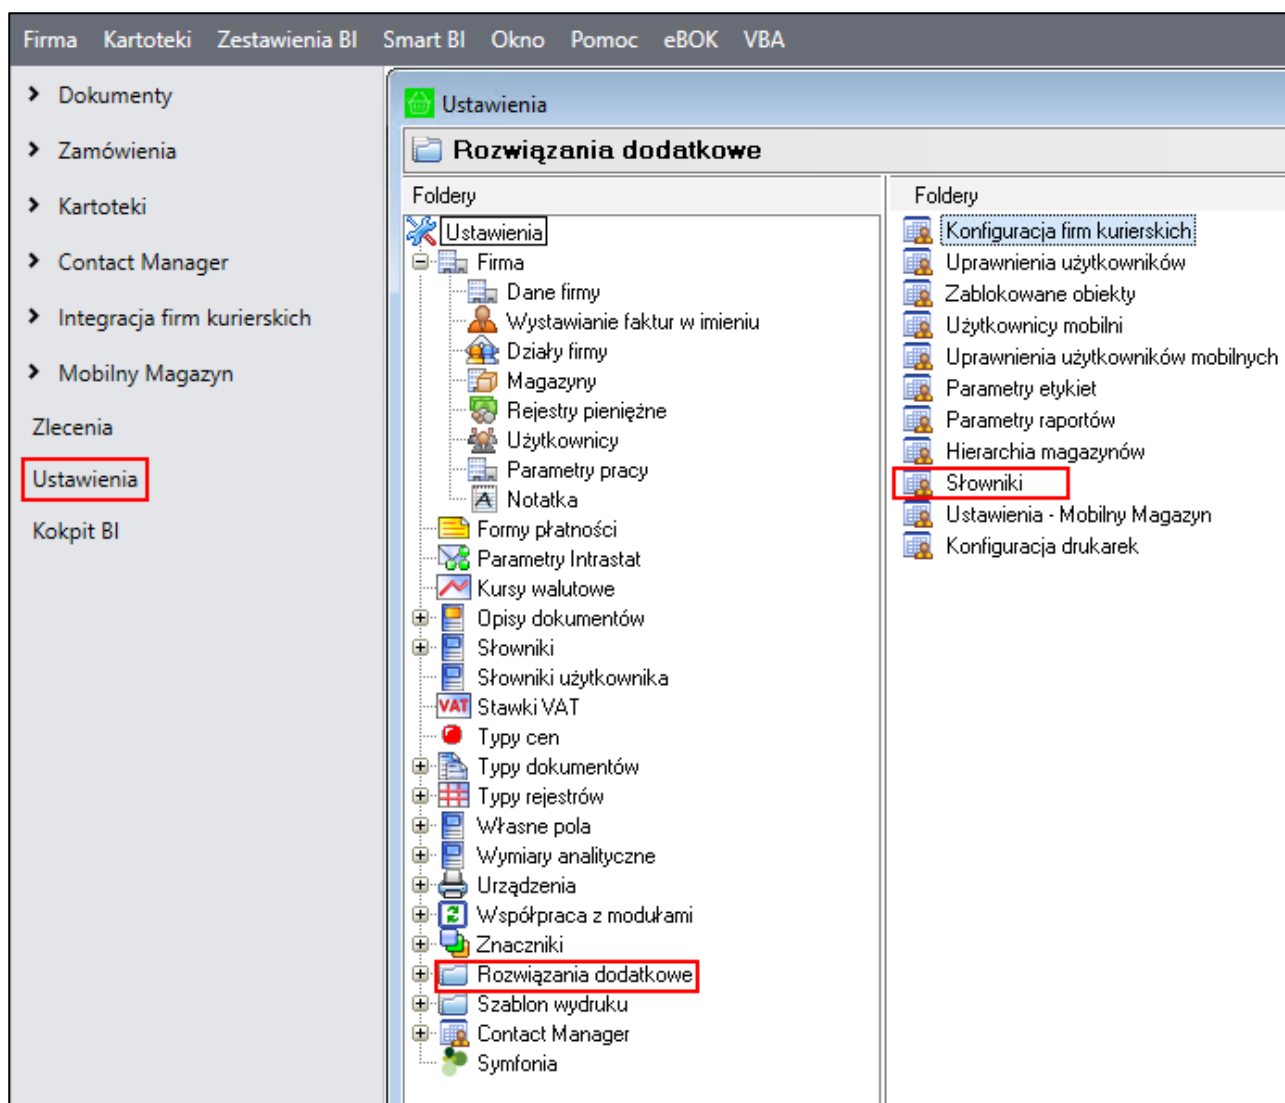 Firma Kartoteki Zestawienia BI Smart BI Okno Pomoc eBOK VBA
Dokumenty
Zamówienia
Kartoteki
Contact Manager
Integracja firm kurierskich
Mobilny Magazyn
Zlecenia
Ustawienia
Kokpit BI
Ustawienia
Rozwiązania dodatkowe
Foldery
Ustawienia
Firma
Dane firmy
Wystawianie faktur w imieniu
Działy firmy
Magazyny
Rejestry pieniężne
Użytkownicy
Parametry pracy
Notatka
Formy płatności
Parametry Intrastat
Kursy walutowe
Opisy dokumentów
Słowniki
Słowniki użytkownika
VAT Stawki VAT
Typy cen
Typy dokumentów
Typy rejestrów
Własne pola
Wymiary analityczne
Urządzenia
Współpraca z modułami
Znaczniki
Rozwiązania dodatkowe
Szablon wydruku
Contact Manager
Symfonia
Foldery
Konfiguracja firm kurierskich
Uprawnienia użytkowników
Zablokowane obiekty
Użytkownicy mobilni
Uprawnienia użytkowników mobilnych
Parametry etykiet
Parametry raportów
Hierarchia magazynów
Słowniki
Ustawienia - Mobilny Magazyn
Konfiguracja drukarek